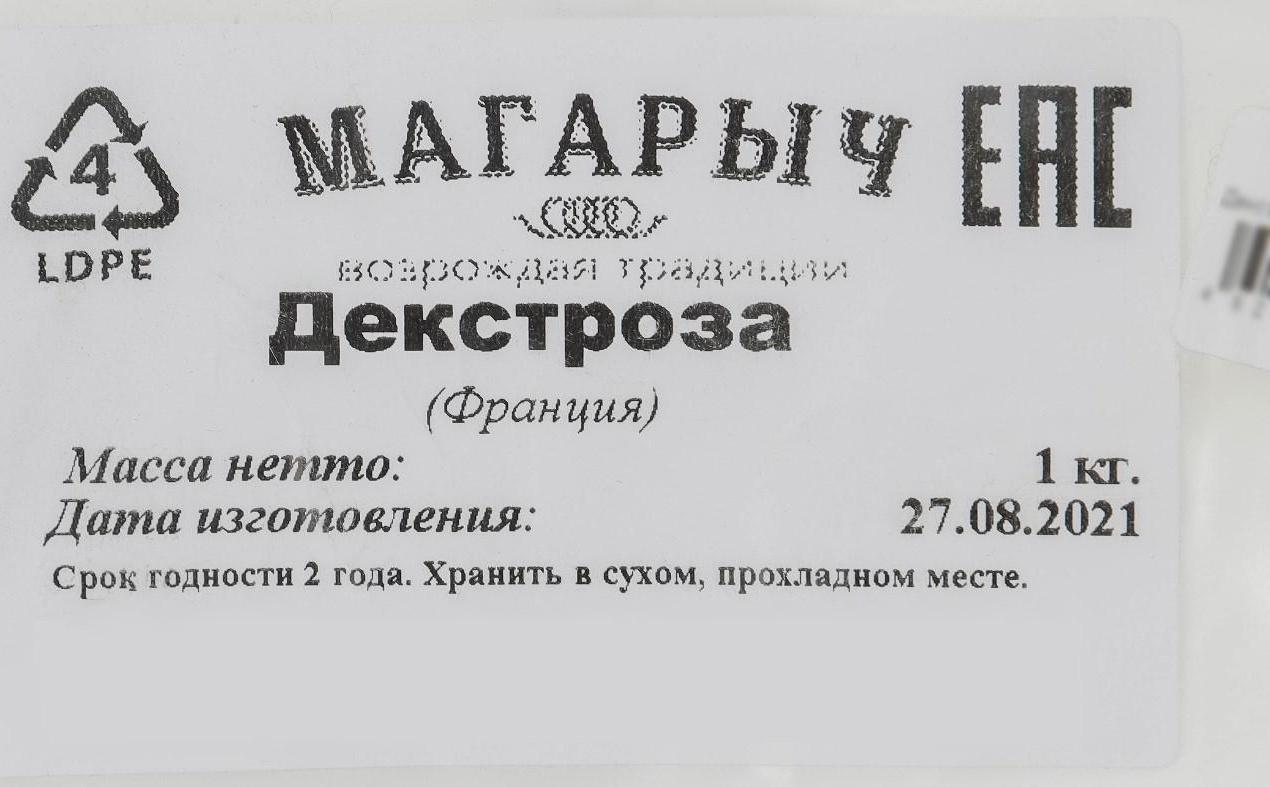 МАГАРЫЧ
ЕАС
4
LDPE
возрождая традиции
Декстроза
(Франция)
Масса нетто: 1 кг.
Дата изготовления: 27.08.2021
Срок годности 2 года. Хранить в сухом, прохладном месте.